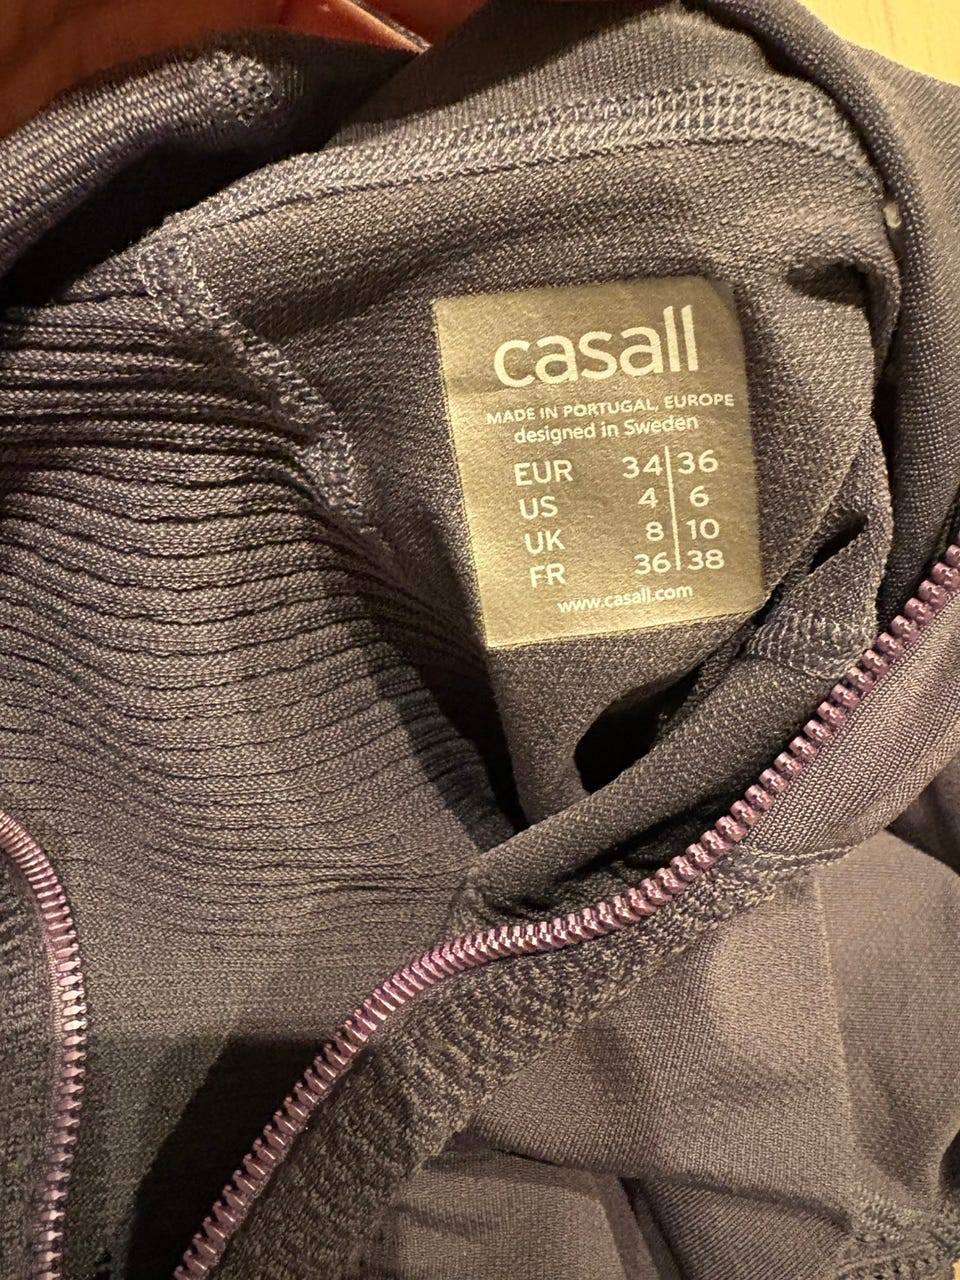 casall
MADE IN PORTUGAL, EUROPE
designed in Sweden
EUR 34 | 36
US 4 | 6
UK 8 | 10
FR 36 | 38
www.casall.com